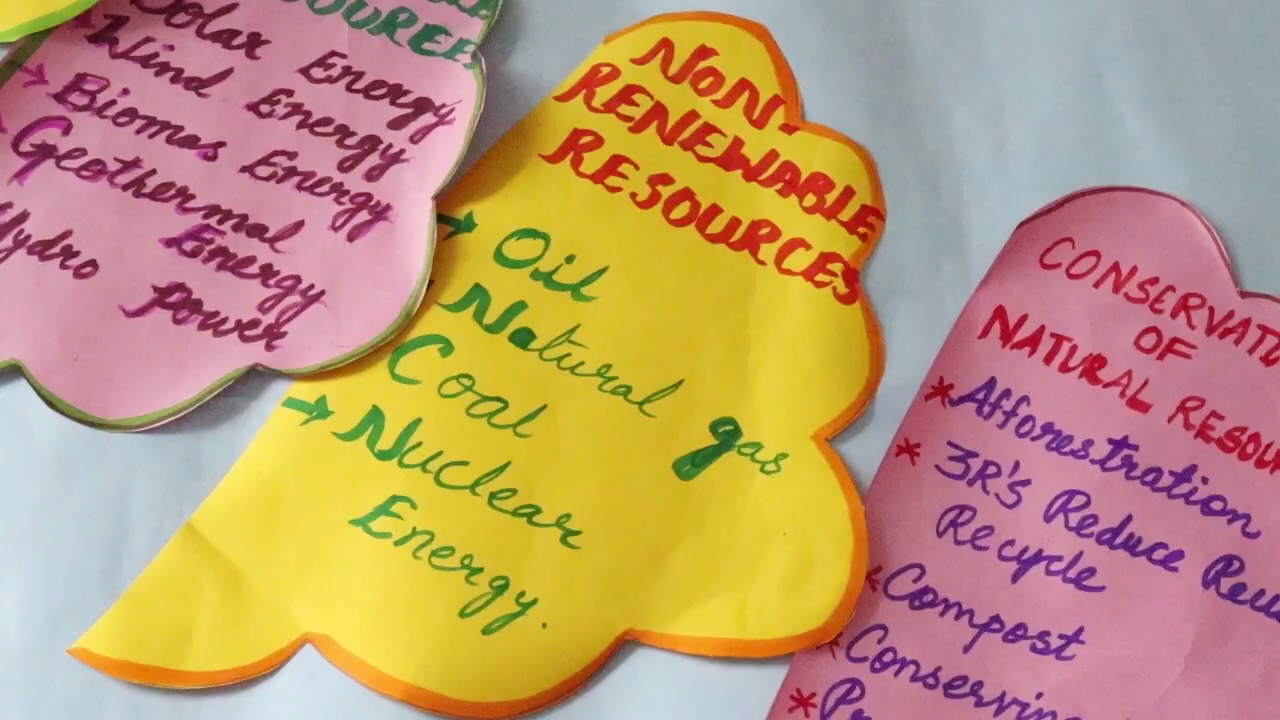 Solar Energy
Wind Energy
Biomas Energy
Geothermal
Energy
Hydro
Power
NON-
RENEWABLE
RESOURCES
Oil
Natural gas
Coal
Nuclear
Energy.
CONSERVATI
OF
NATURAL RESOU
* Afforestration
* 3R's Reduce Reu
Recycle
* Compost
* Conserving
*